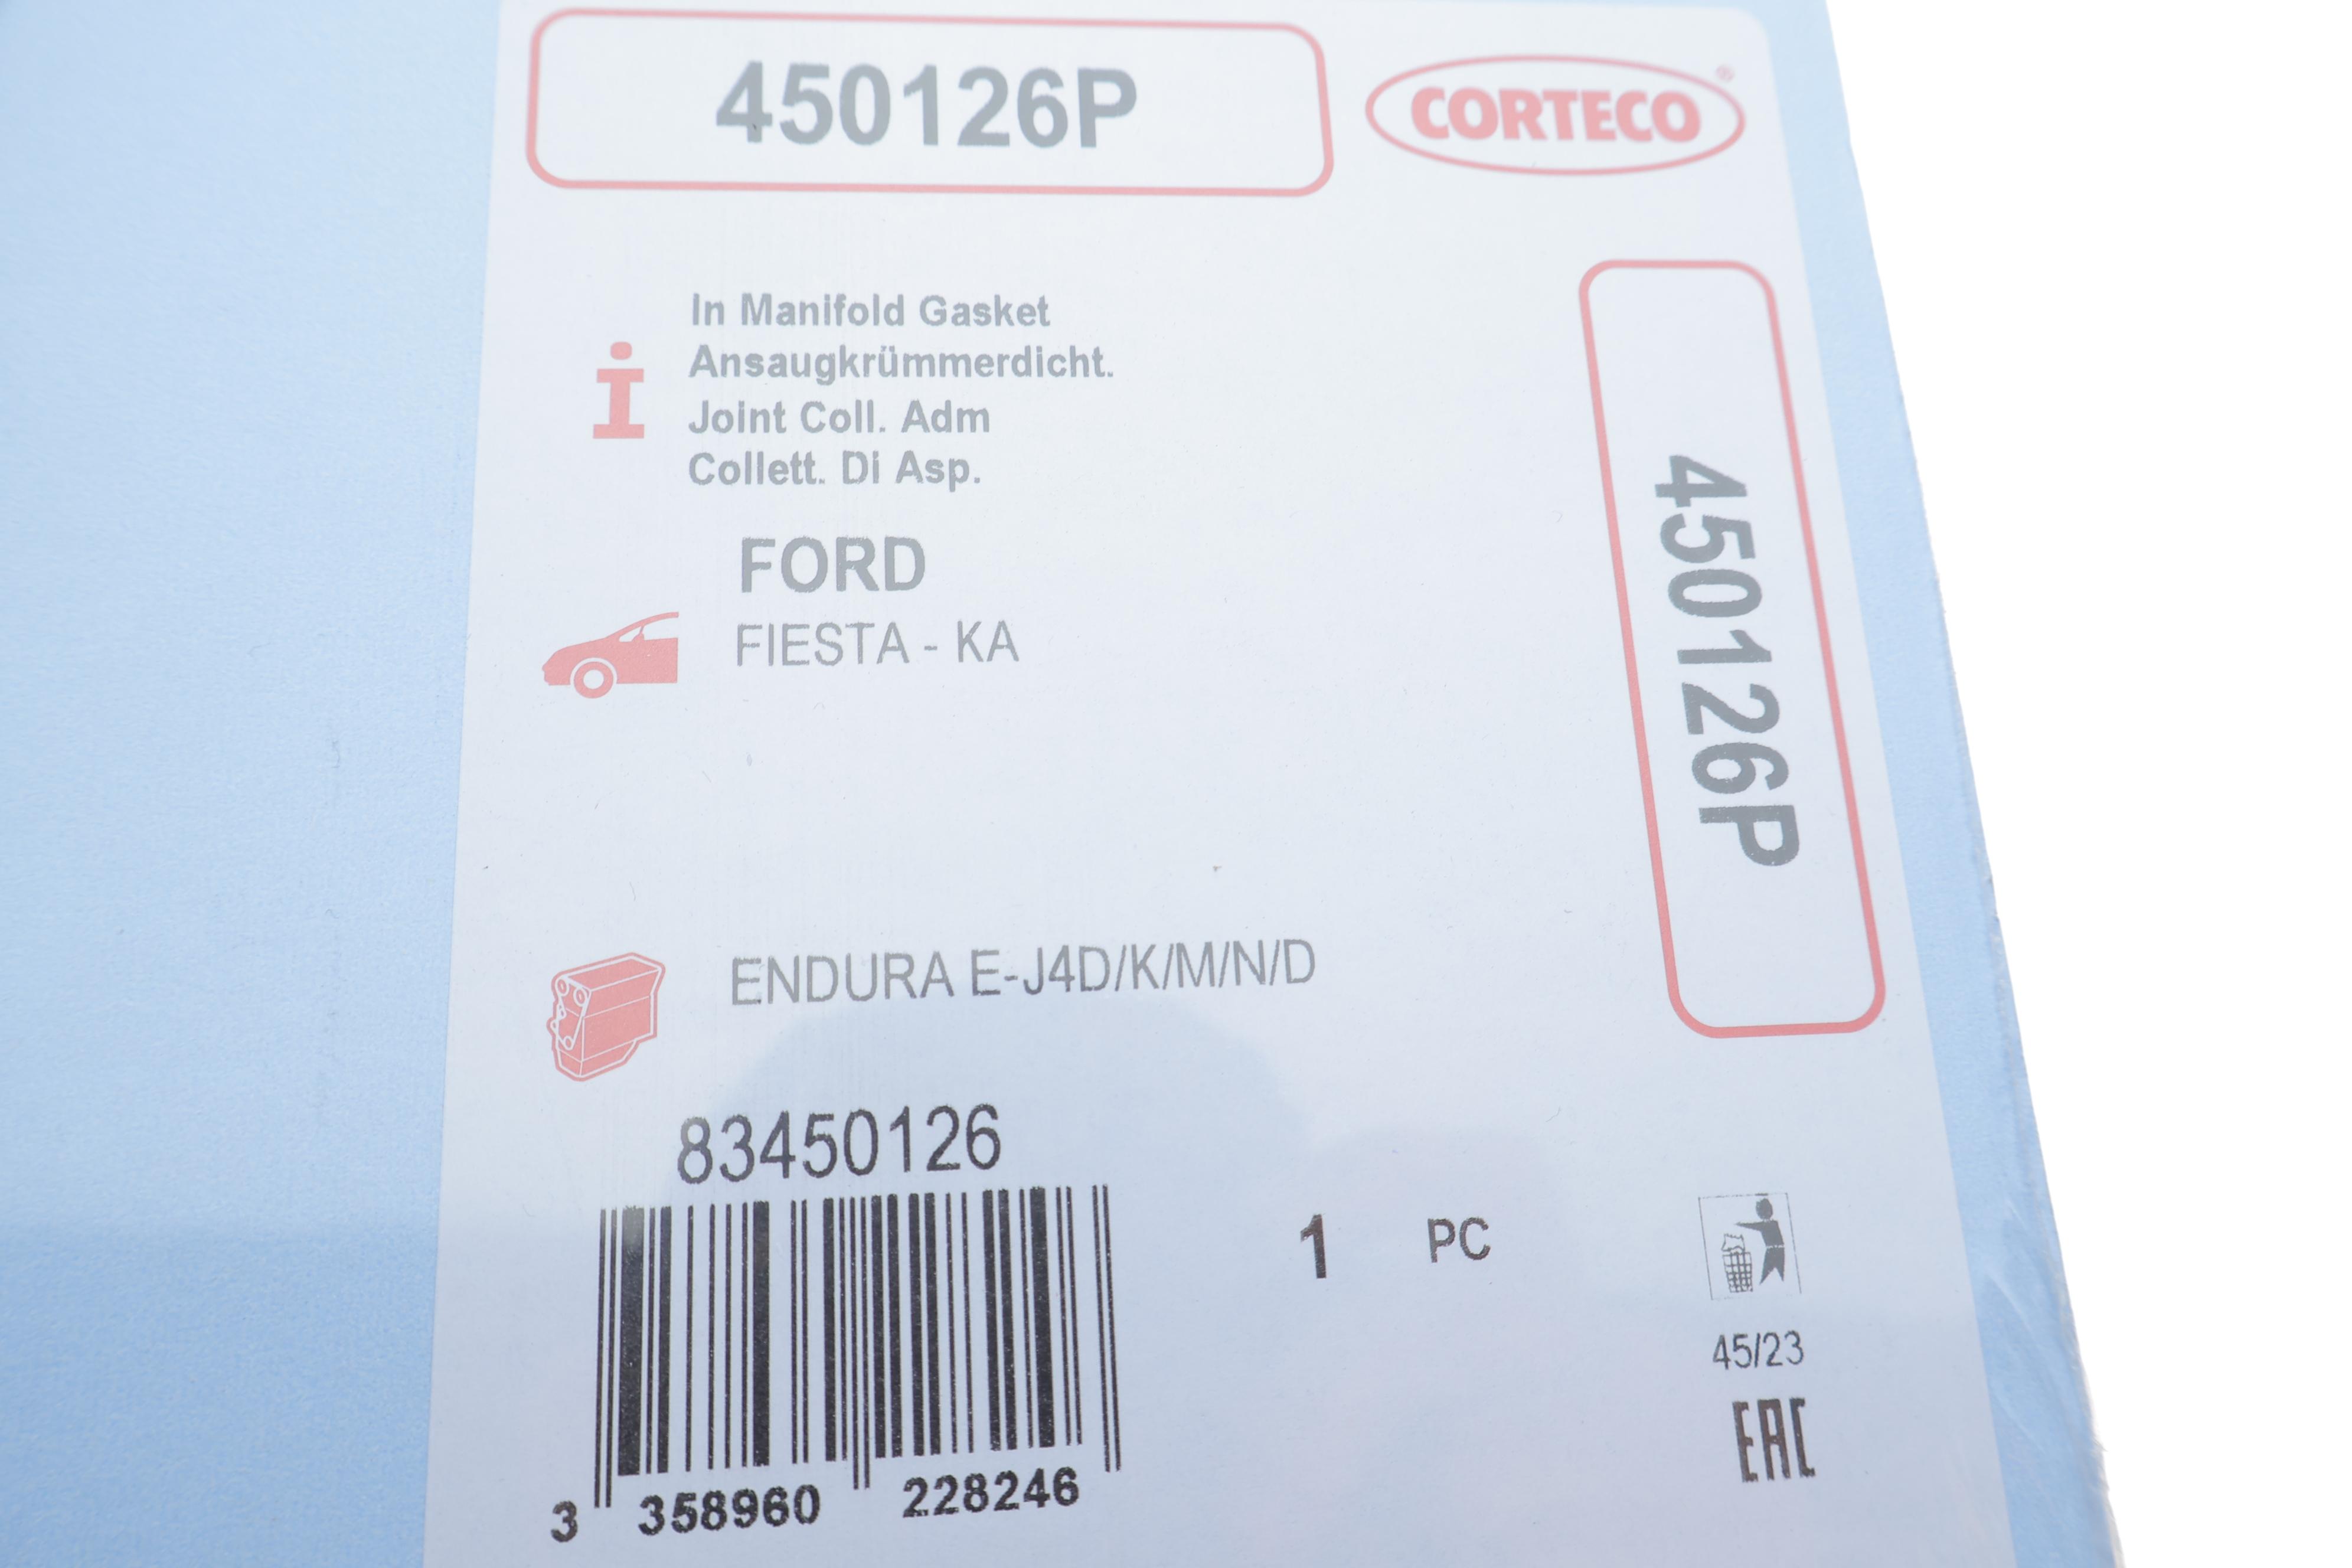 450126P
CORTECO®
In Manifold Gasket
Ansaugkrümmerdicht.
Joint Coll. Adm
Collett. Di Asp.
FORD
FIESTA - KA
450126P
ENDURA E-J4D/K/M/N/D
83450126
1 PC
45/23
EAC
3 358960 228246